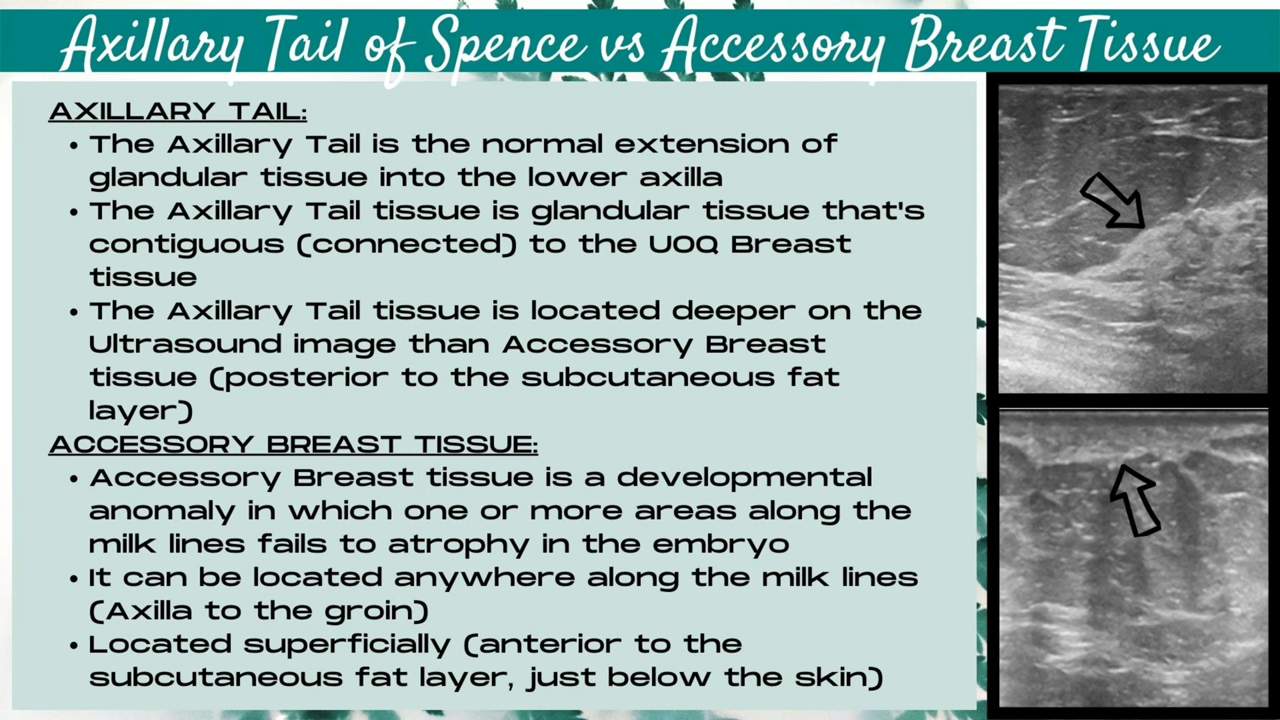 Axillary Tail of Spence vs Accessory Breast Tissue
AXILLARY TAIL:
• The Axillary Tail is the normal extension of
glandular tissue into the lower axilla
• The Axillary Tail tissue is glandular tissue that's
contiguous (connected) to the UOQ Breast
tissue
• The Axillary Tail tissue is located deeper on the
Ultrasound image than Accessory Breast
tissue (posterior to the subcutaneous fat
layer)
ACCESSORY BREAST TISSUE:
• Accessory Breast tissue is a developmental
anomaly in which one or more areas along the
milk lines fails to atrophy in the embryo
• It can be located anywhere along the milk lines
(Axilla to the groin)
• Located superficially (anterior to the
subcutaneous fat layer, just below the skin)